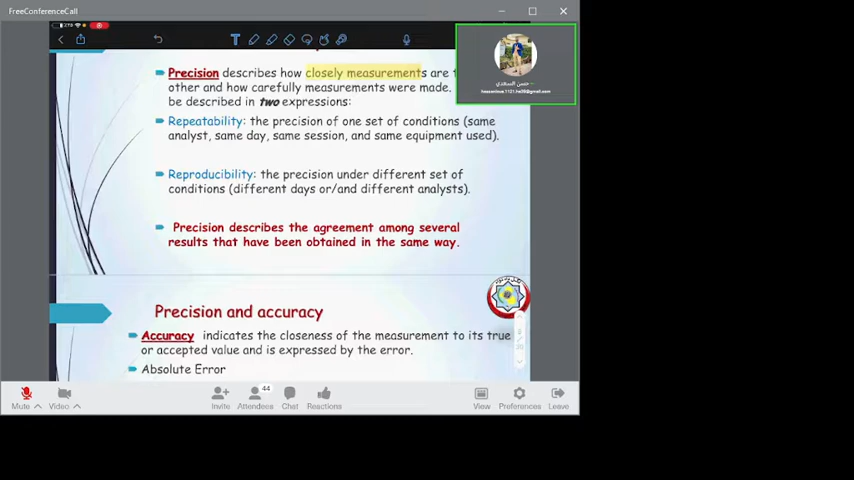 FreeConferenceCall
Precision describes how closely measurements are
other and how carefully measurements were made.
be described in two expressions:
Repeatability: the precision of one set of conditions (same
analyst, same day, same session, and same equipment used).
Reproducibility: the precision under different set of
conditions (different days or/and different analysts).
Precision describes the agreement among several
results that have been obtained in the same way.
Precision and accuracy
Accuracy indicates the closeness of the measurement to its true
or accepted value and is expressed by the error.
Absolute Error
حسن السعدي
44
Mute
Video
Invite
Attendees
Chat
Reactions
View
Preferences
Leave